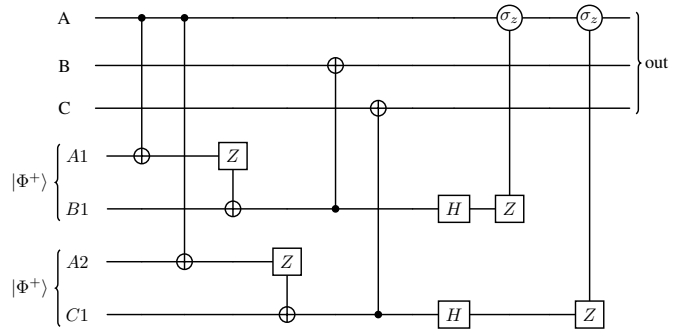 A σz σz
B
out
C
A1 Z
|Φ+⟩
B1 H Z
A2 Z
|Φ+⟩
C1 H Z